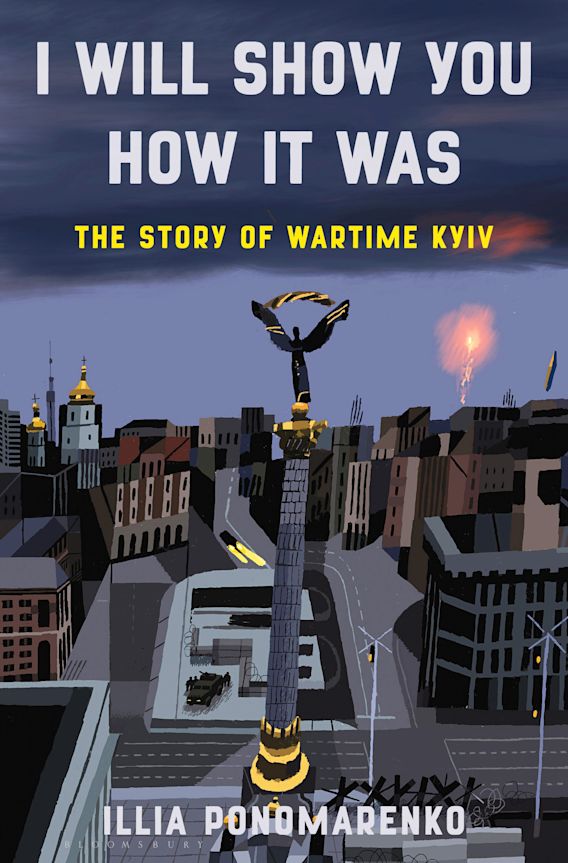 I WILL SHOW YOU
HOW IT WAS
THE STORY OF WARTIME KYIV
ILLIA PONOMARENKO
BLOOMSBURY